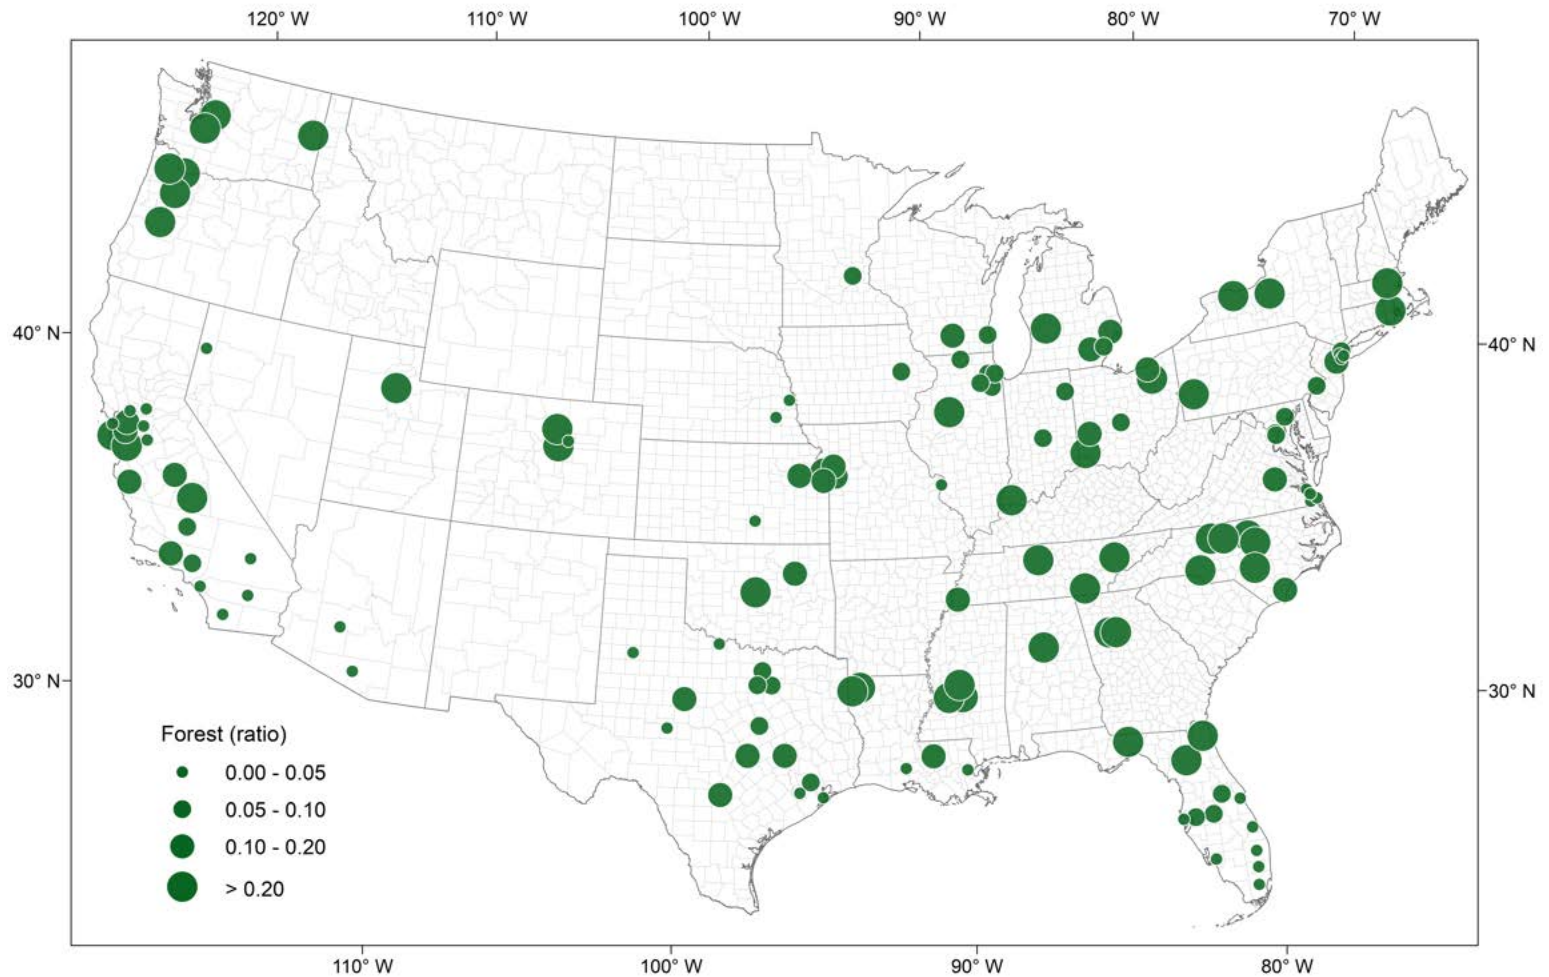 120° W 110° W 100° W 90° W 80° W 70° W
40° N 40° N
30° N 30° N
Forest (ratio)
0.00 - 0.05
0.05 - 0.10
0.10 - 0.20
> 0.20
110° W 100° W 90° W 80° W